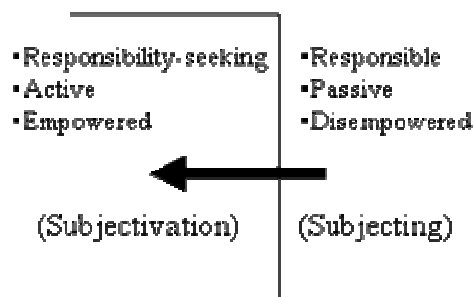 •Responsibility-seeking
•Active
•Empowered
(Subjectivation)
•Responsible
•Passive
•Disempowered
(Subjecting)